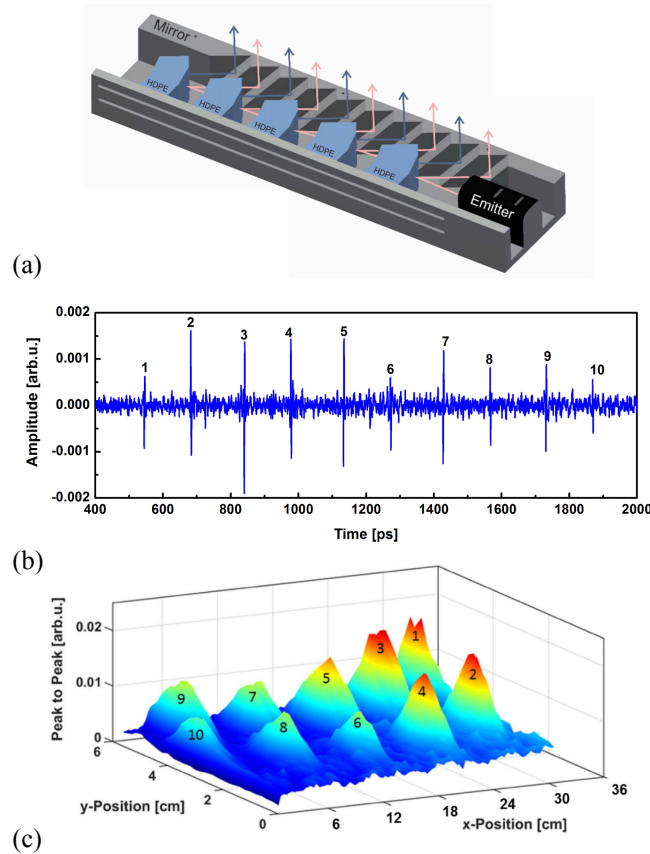 Mirror
HDPE
HDPE
HDPE
HDPE
HDPE
Emitter
(a)
0.002
0.001
0.000
-0.001
-0.002
Amplitude [arb.u.]
1
2
3
4
5
6
7
8
9
10
400 600 800 1000 1200 1400 1600 1800 2000
Time [ps]
(b)
Peak to Peak [arb.u.]
0.02
0.01
0
1
2
3
4
5
6
7
8
9
10
6
4
2
0
y-Position [cm]
6 12 18 24 30 36
x-Position [cm]
(c)